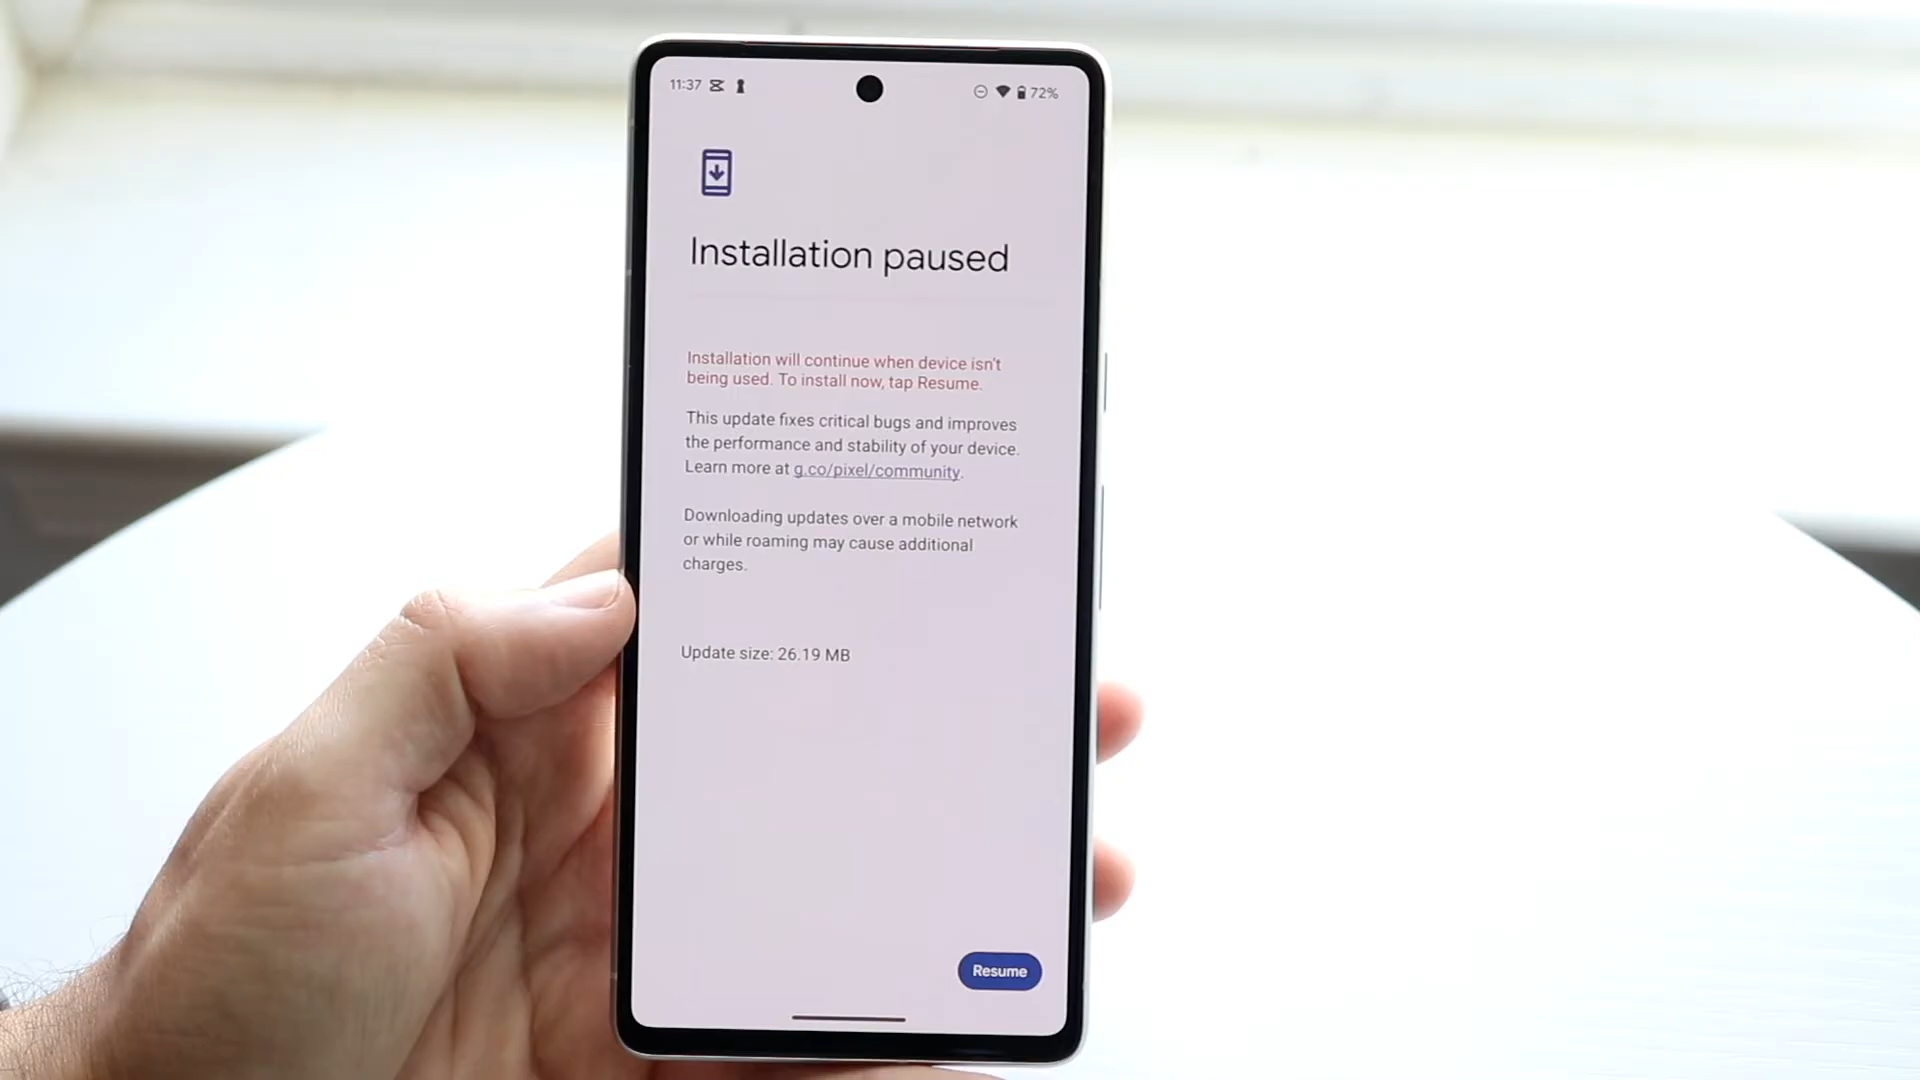 11:37
72%
Installation paused
Installation will continue when device isn't
being used. To install now, tap Resume.
This update fixes critical bugs and improves
the performance and stability of your device.
Learn more at g.co/pixel/community.
Downloading updates over a mobile network
or while roaming may cause additional
charges.
Update size: 26.19 MB
Resume